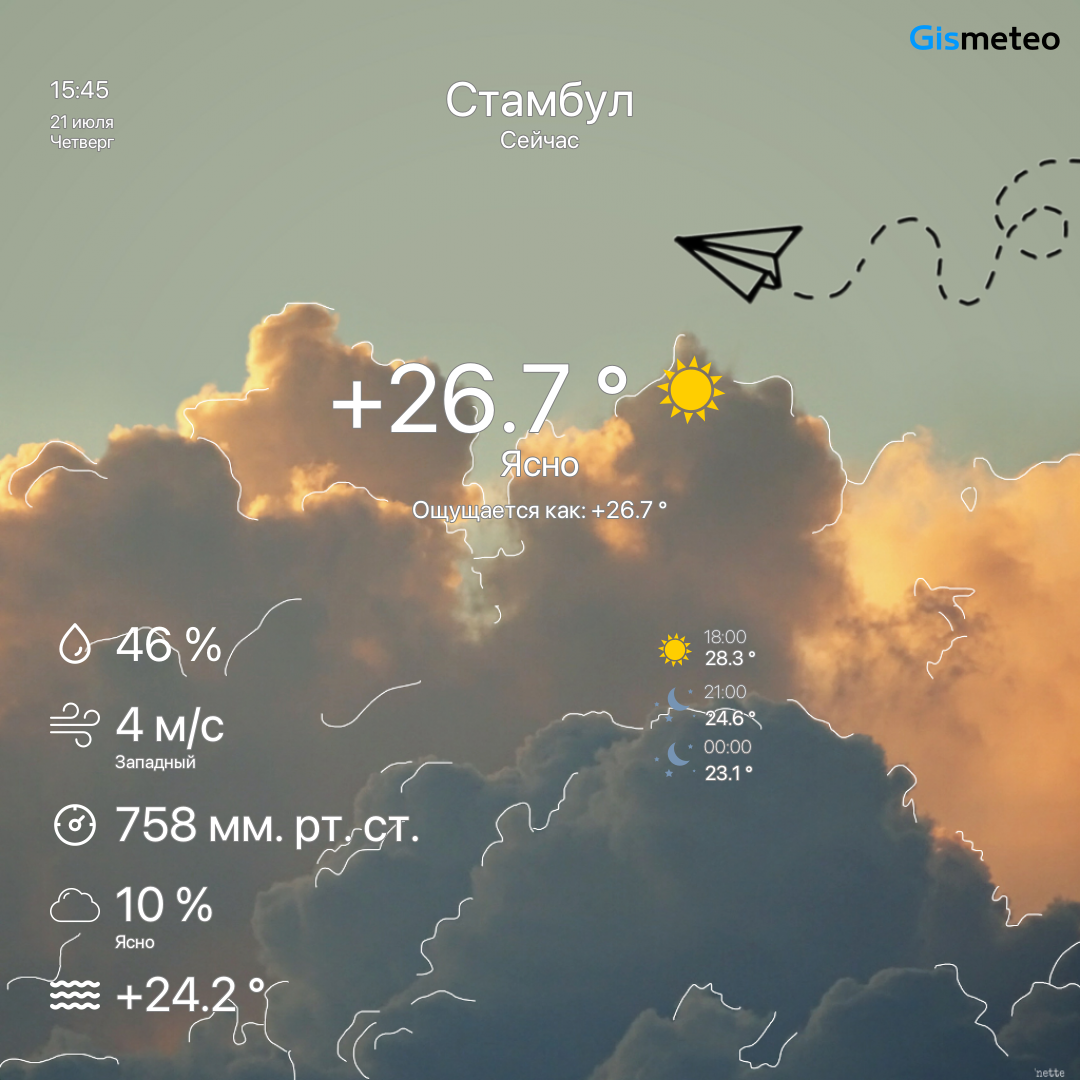 Gismeteo
15:45
21 июля
Четверг
Стамбул
Сейчас
+26.7 °
Ясно
Ощущается как: +26.7 °
46 %
4 м/с
Западный
758 мм. рт. ст.
10 %
Ясно
+24.2 °
18:00
28.3 °
21:00
24.6 °
00:00
23.1 °
'nette